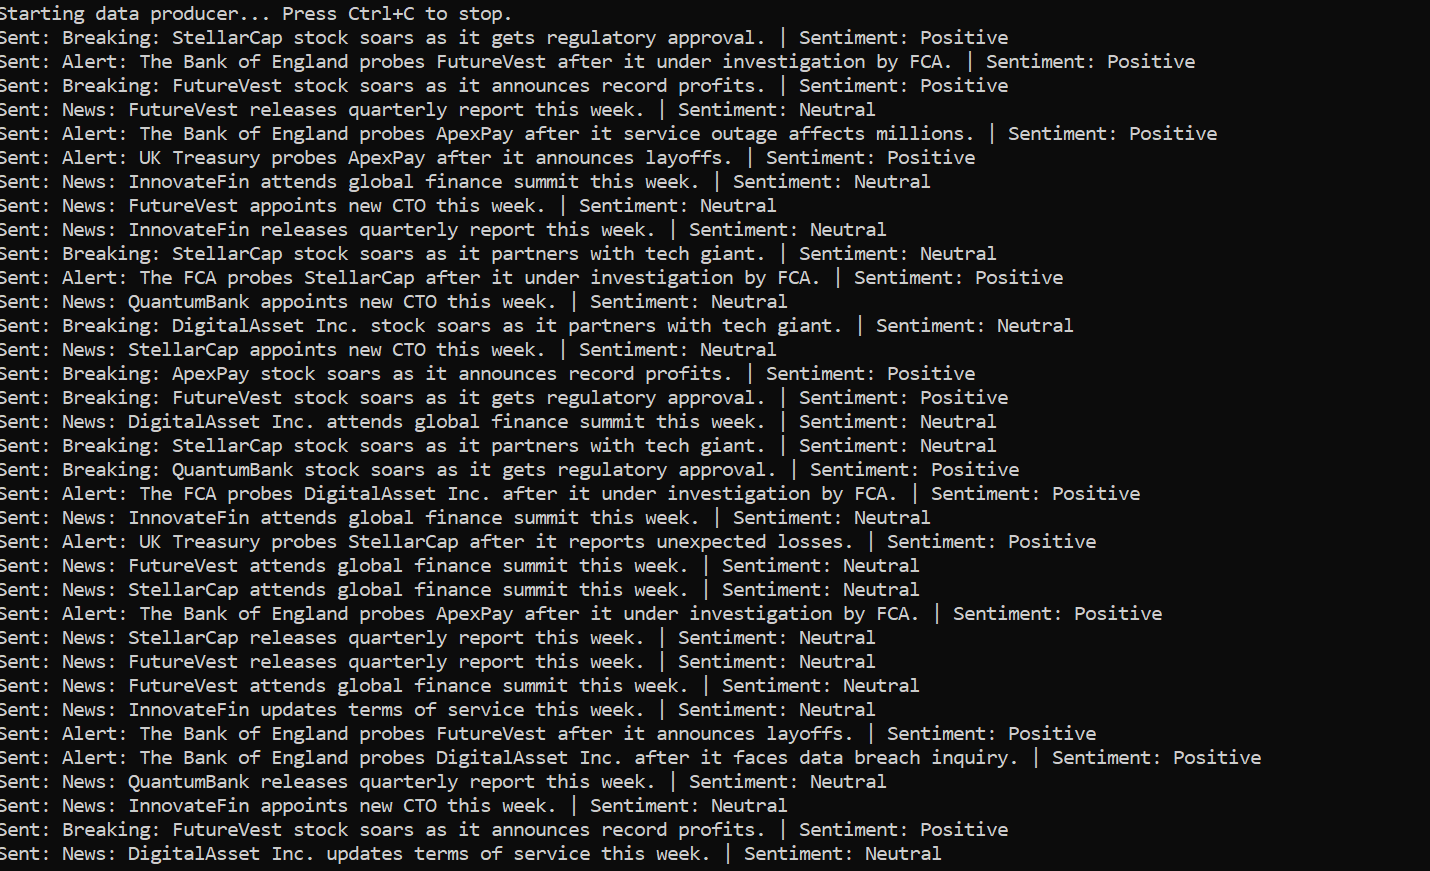 Starting data producer... Press Ctrl+C to stop.
Sent: Breaking: StellarCap stock soars as it gets regulatory approval. | Sentiment: Positive
Sent: Alert: The Bank of England probes FutureVest after it under investigation by FCA. | Sentiment: Positive
Sent: Breaking: FutureVest stock soars as it announces record profits. | Sentiment: Positive
Sent: News: FutureVest releases quarterly report this week. | Sentiment: Neutral
Sent: Alert: The Bank of England probes ApexPay after it service outage affects millions. | Sentiment: Positive
Sent: Alert: UK Treasury probes ApexPay after it announces layoffs. | Sentiment: Positive
Sent: News: InnovateFin attends global finance summit this week. | Sentiment: Neutral
Sent: News: FutureVest appoints new CTO this week. | Sentiment: Neutral
Sent: News: InnovateFin releases quarterly report this week. | Sentiment: Neutral
Sent: Breaking: StellarCap stock soars as it partners with tech giant. | Sentiment: Neutral
Sent: Alert: The FCA probes StellarCap after it under investigation by FCA. | Sentiment: Positive
Sent: News: QuantumBank appoints new CTO this week. | Sentiment: Neutral
Sent: Breaking: DigitalAsset Inc. stock soars as it partners with tech giant. | Sentiment: Neutral
Sent: News: StellarCap appoints new CTO this week. | Sentiment: Neutral
Sent: Breaking: ApexPay stock soars as it announces record profits. | Sentiment: Positive
Sent: Breaking: FutureVest stock soars as it gets regulatory approval. | Sentiment: Positive
Sent: News: DigitalAsset Inc. attends global finance summit this week. | Sentiment: Neutral
Sent: Breaking: StellarCap stock soars as it partners with tech giant. | Sentiment: Neutral
Sent: Breaking: QuantumBank stock soars as it gets regulatory approval. | Sentiment: Positive
Sent: Alert: The FCA probes DigitalAsset Inc. after it under investigation by FCA. | Sentiment: Positive
Sent: News: InnovateFin attends global finance summit this week. | Sentiment: Neutral
Sent: Alert: UK Treasury probes StellarCap after it reports unexpected losses. | Sentiment: Positive
Sent: News: FutureVest attends global finance summit this week. | Sentiment: Neutral
Sent: News: StellarCap attends global finance summit this week. | Sentiment: Neutral
Sent: Alert: The Bank of England probes ApexPay after it under investigation by FCA. | Sentiment: Positive
Sent: News: StellarCap releases quarterly report this week. | Sentiment: Neutral
Sent: News: FutureVest releases quarterly report this week. | Sentiment: Neutral
Sent: News: FutureVest attends global finance summit this week. | Sentiment: Neutral
Sent: News: InnovateFin updates terms of service this week. | Sentiment: Neutral
Sent: Alert: The Bank of England probes FutureVest after it announces layoffs. | Sentiment: Positive
Sent: Alert: The Bank of England probes DigitalAsset Inc. after it faces data breach inquiry. | Sentiment: Positive
Sent: News: QuantumBank releases quarterly report this week. | Sentiment: Neutral
Sent: News: InnovateFin appoints new CTO this week. | Sentiment: Neutral
Sent: Breaking: FutureVest stock soars as it announces record profits. | Sentiment: Positive
Sent: News: DigitalAsset Inc. updates terms of service this week. | Sentiment: Neutral